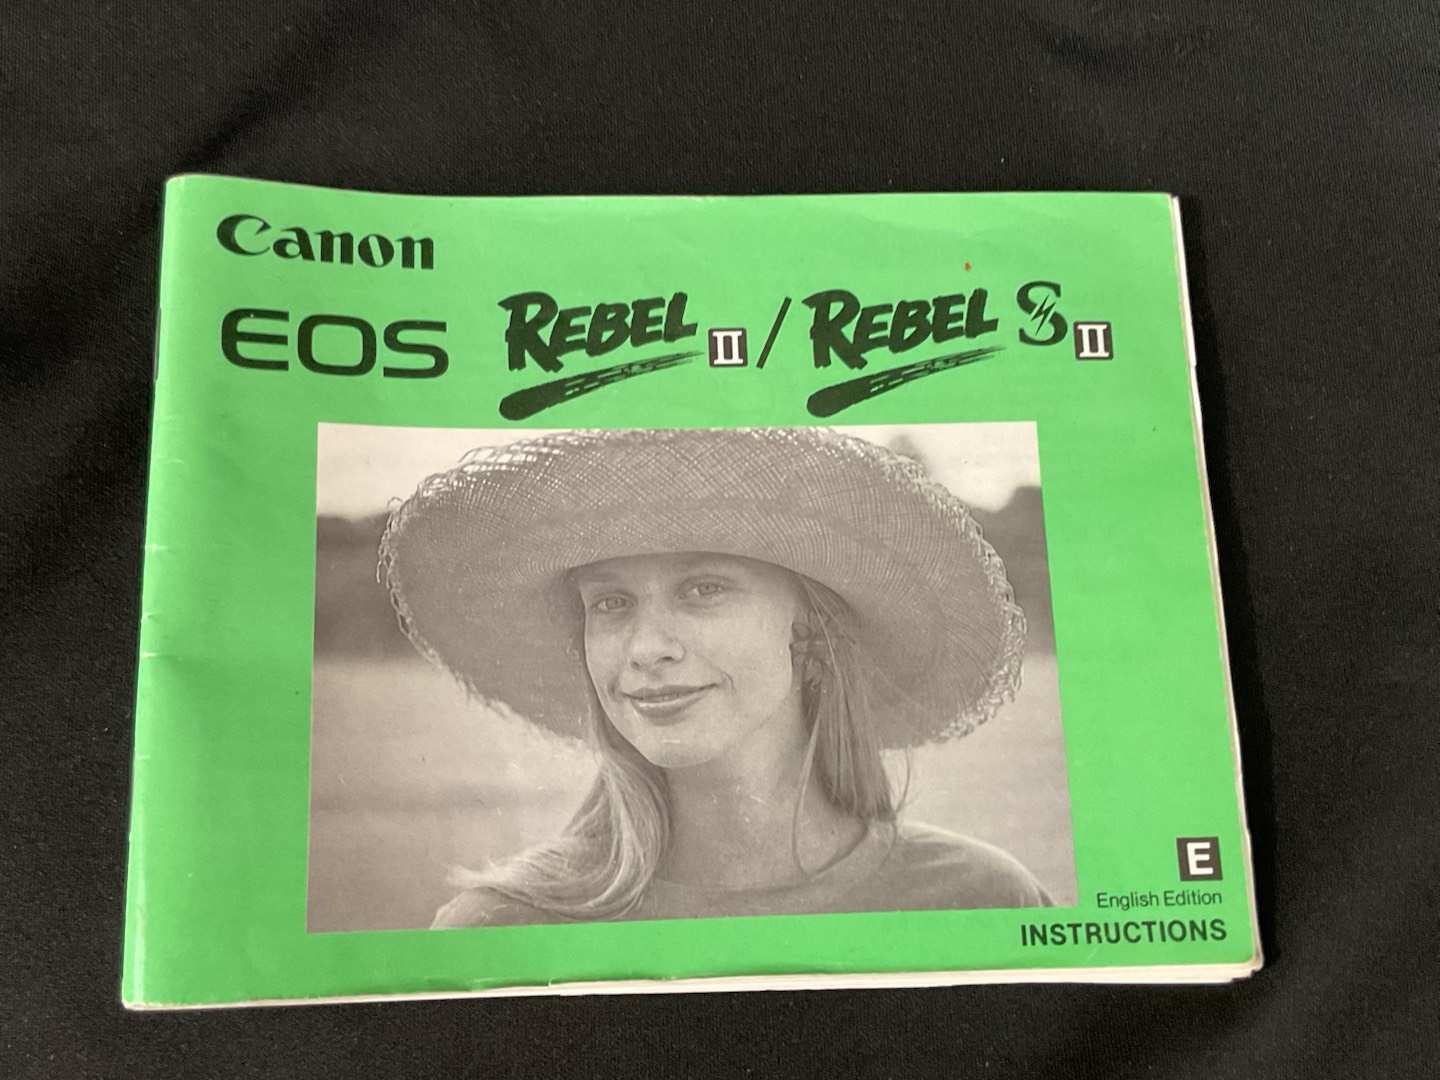 Canon
EOS REBEL II / REBEL S II
E
English Edition
INSTRUCTIONS